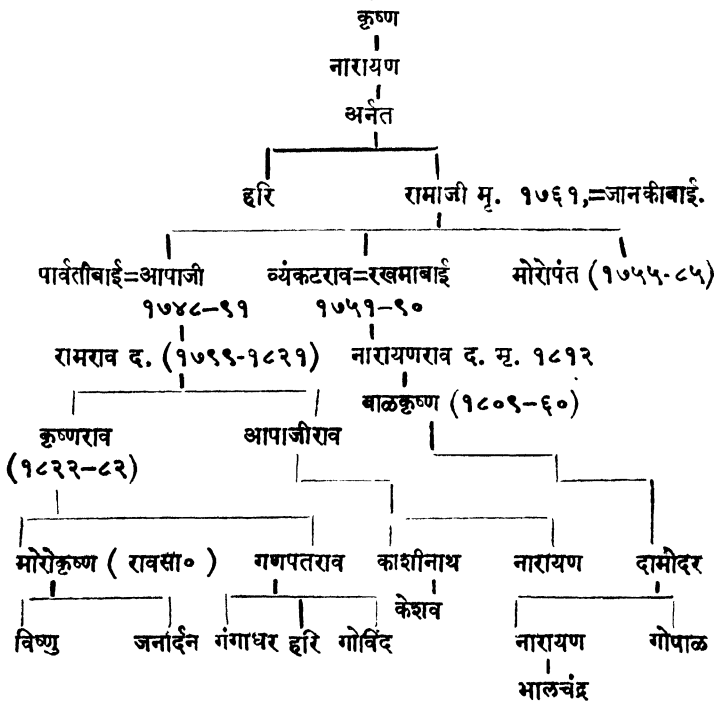 कृष्ण
नारायण
अर्नत
हरि रामाजी मृ. १७६१,=जानकीबाई.
पार्वतीबाई=आपाजी व्यंकटराव=रखमाबाई मोरोपंत (१७५५-८५)
१७४८-९१ १७५१-९०
रामराव द. (१७९९-१८२१) नारायणराव द. मृ. १८१२
बाळकृष्ण (१८०९-६०)
कृष्णराव आपाजीराव
(१८२२-८२)
मोरोकृष्ण ( रावसा० ) गणपतराव काशीनाथ नारायण दामोदर
केशव
विष्णु जनार्दन गंगाधर हरि गोविंद नारायण गोपाळ
भालचंद्र